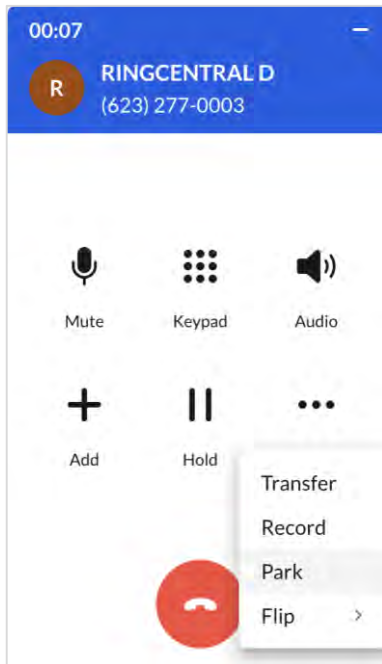 00:07
R
RINGCENTRAL D
(623) 277-0003
Mute Keypad Audio
Add Hold
Transfer
Record
Park
Flip